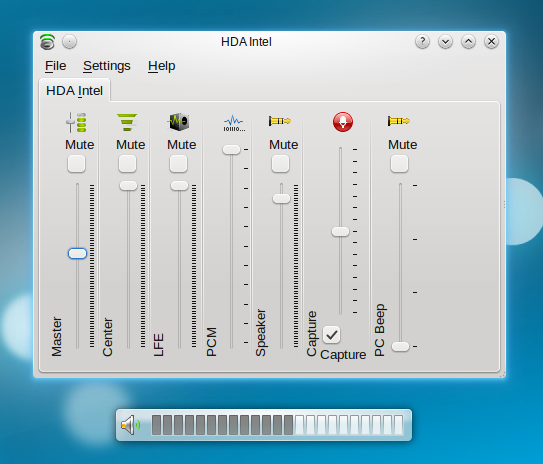 HDA Intel
File Settings Help
HDA Intel
Mute Mute Mute Mute Mute
Master
Center
LFE
PCM
Speaker
Capture
Capture
PC Beep